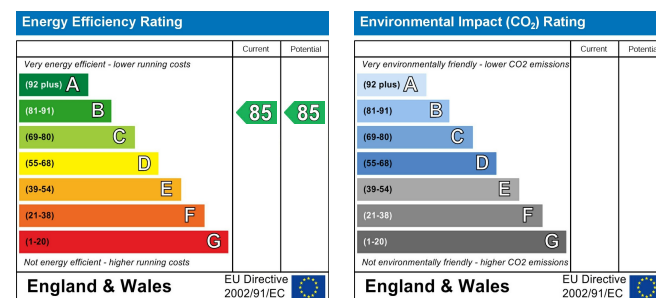 Energy Efficiency Rating
Current Potential
Very energy efficient - lower running costs
(92 plus) A
(81-91) B
85 85
(69-80) C
(55-68) D
(39-54) E
(21-38) F
(1-20) G
Not energy efficient - higher running costs
England & Wales
EU Directive
2002/91/EC
Environmental Impact (CO₂) Rating
Current Potentia
Very environmentally friendly - lower CO2 emissions
(92 plus) A
(81-91) B
(69-80) C
(55-68) D
(39-54) E
(21-38) F
(1-20) G
Not environmentally friendly - higher CO2 emissions
England & Wales
EU Directive
2002/91/EC